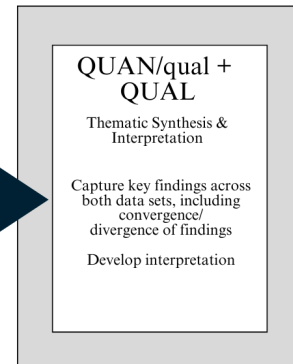 QUAN/qual +
QUAL
Thematic Synthesis &
Interpretation
Capture key findings across
both data sets, including
convergence/
divergence of findings
Develop interpretation